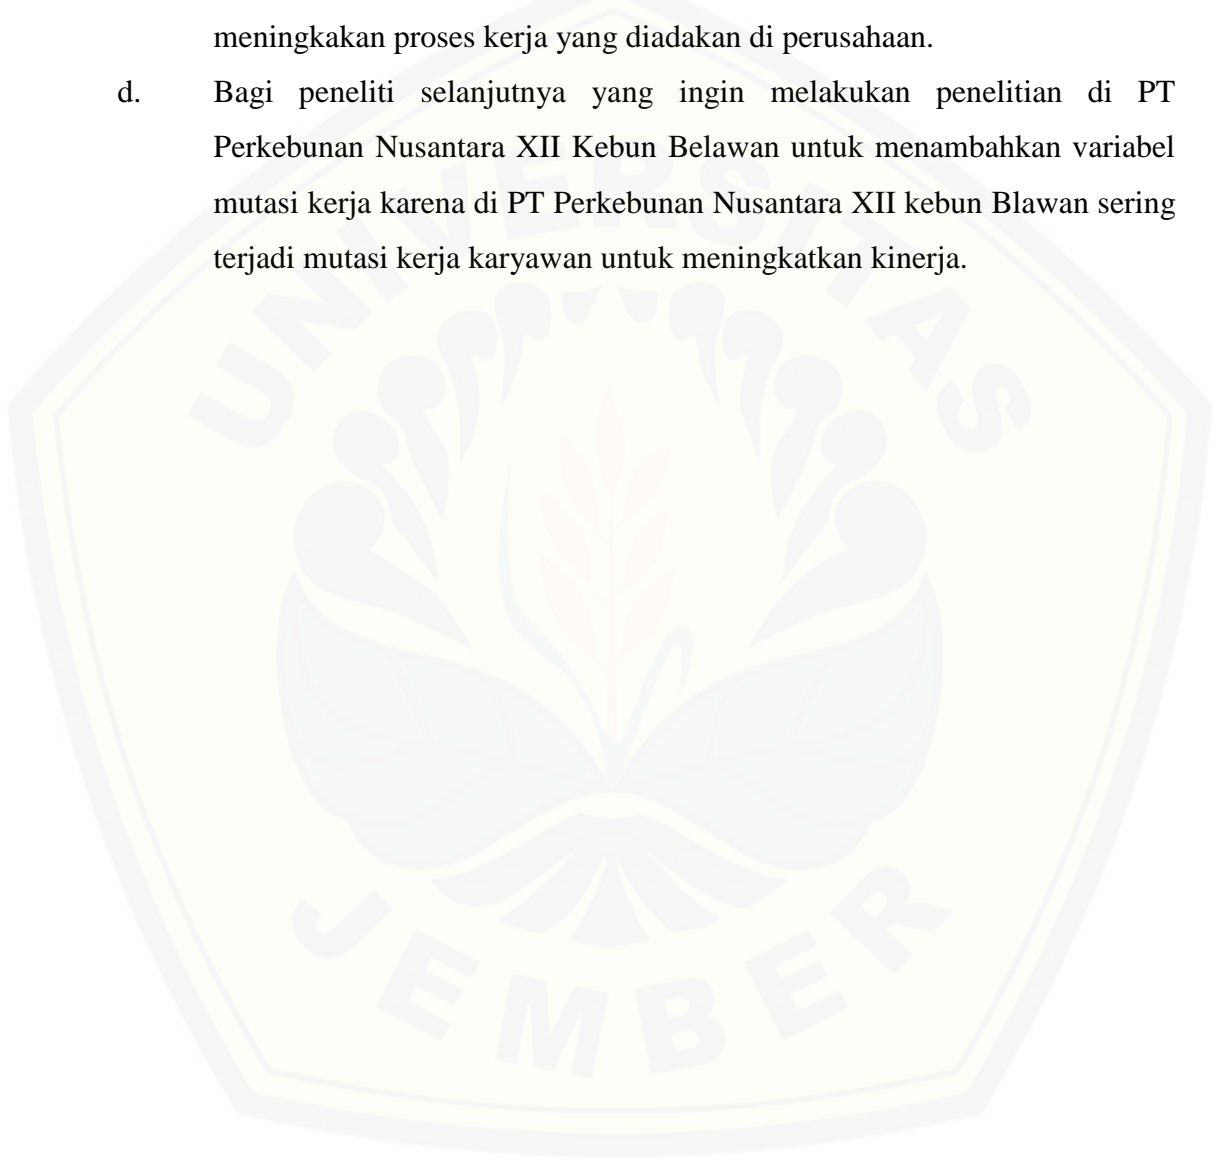 meningkakan proses kerja yang diadakan di perusahaan.
d. Bagi peneliti selanjutnya yang ingin melakukan penelitian di PT
Perkebunan Nusantara XII Kebun Belawan untuk menambahkan variabel
mutasi kerja karena di PT Perkebunan Nusantara XII kebun Blawan sering
terjadi mutasi kerja karyawan untuk meningkatkan kinerja.
UNIVERSITAS
JEMBER